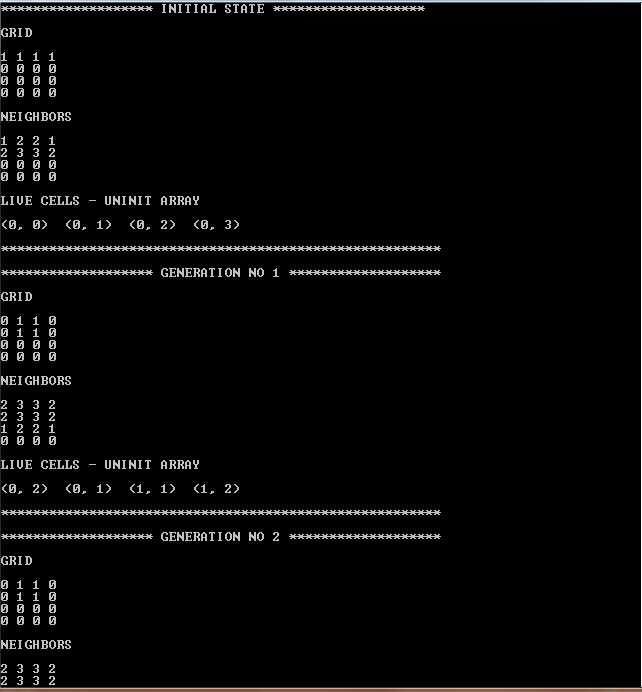 ******************* INITIAL STATE *******************
GRID
1 1 1 1
0 0 0 0
0 0 0 0
0 0 0 0
NEIGHBORS
1 2 2 1
2 3 3 2
0 0 0 0
0 0 0 0
LIVE CELLS - UNINIT ARRAY
(0, 0)  (0, 1)  (0, 2)  (0, 3)
*******************************************************
******************* GENERATION NO 1 *******************
GRID
0 1 1 0
0 1 1 0
0 0 0 0
0 0 0 0
NEIGHBORS
2 3 3 2
2 3 3 2
1 2 2 1
0 0 0 0
LIVE CELLS - UNINIT ARRAY
(0, 2)  (0, 1)  (1, 1)  (1, 2)
*******************************************************
******************* GENERATION NO 2 *******************
GRID
0 1 1 0
0 1 1 0
0 0 0 0
0 0 0 0
NEIGHBORS
2 3 3 2
2 3 3 2